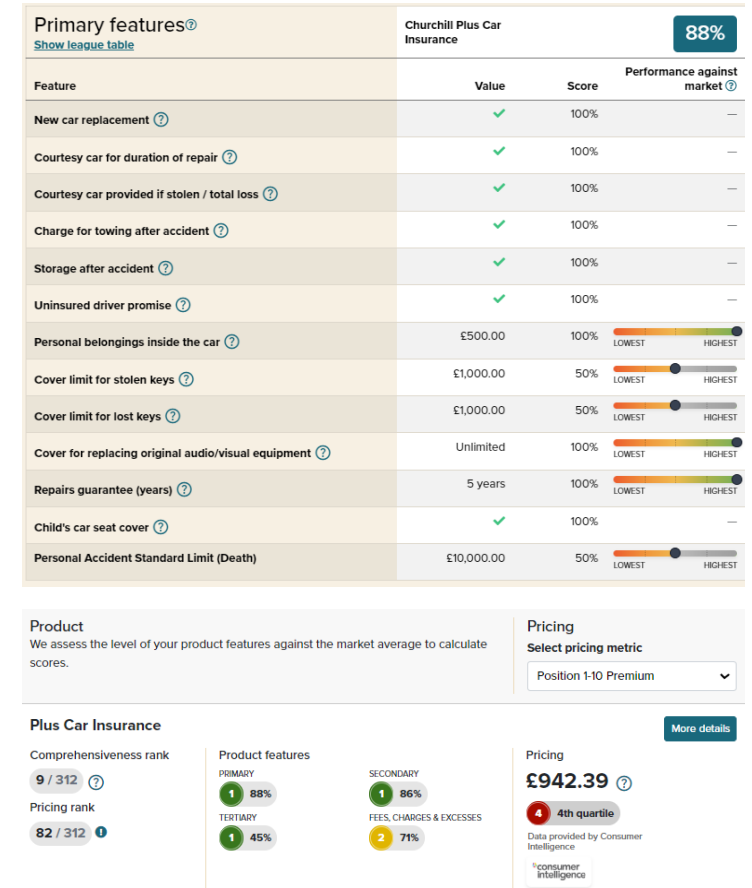 Primary features ?
Show league table
Churchill Plus Car
Insurance
88%
Feature
Value
Score
Performance against
market ?
New car replacement ? 100% —
Courtesy car for duration of repair ? 100% —
Courtesy car provided if stolen / total loss ? 100% —
Charge for towing after accident ? 100% —
Storage after accident ? 100% —
Uninsured driver promise ? 100% —
Personal belongings inside the car ? £500.00 100%
LOWEST HIGHEST
Cover limit for stolen keys ? £1,000.00 50%
LOWEST HIGHEST
Cover limit for lost keys ? £1,000.00 50%
LOWEST HIGHEST
Cover for replacing original audio/visual equipment ? Unlimited 100%
LOWEST HIGHEST
Repairs guarantee (years) ? 5 years 100%
LOWEST HIGHEST
Child's car seat cover ? 100% —
Personal Accident Standard Limit (Death) £10,000.00 50%
LOWEST HIGHEST
Product
We assess the level of your product features against the market average to calculate
scores.
Pricing
Select pricing metric
Position 1-10 Premium
Plus Car Insurance
More details
Comprehensiveness rank
9 / 312 ?
Pricing rank
82 / 312 !
Product features
PRIMARY
1 88%
SECONDARY
1 86%
TERTIARY
1 45%
FEES, CHARGES & EXCESSES
2 71%
Pricing
£942.39 ?
4 4th quartile
Data provided by Consumer
Intelligence
consumer
intelligence